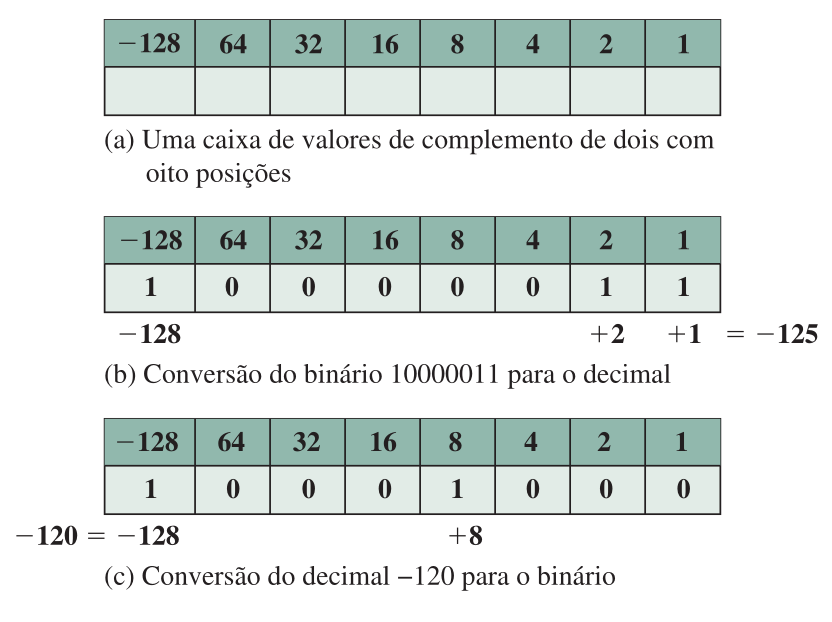 −128 64 32 16 8 4 2 1
(a) Uma caixa de valores de complemento de dois com
oito posições
−128 64 32 16 8 4 2 1
1 0 0 0 0 0 1 1
−128 +2 +1 = −125
(b) Conversão do binário 10000011 para o decimal
−128 64 32 16 8 4 2 1
1 0 0 0 1 0 0 0
−120 = −128 +8
(c) Conversão do decimal −120 para o binário